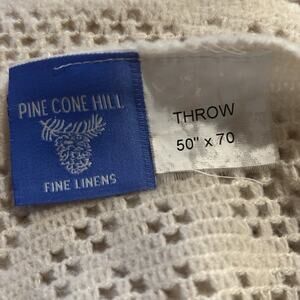 PINE CONE HILL
FINE LINENS
THROW
50" x 70